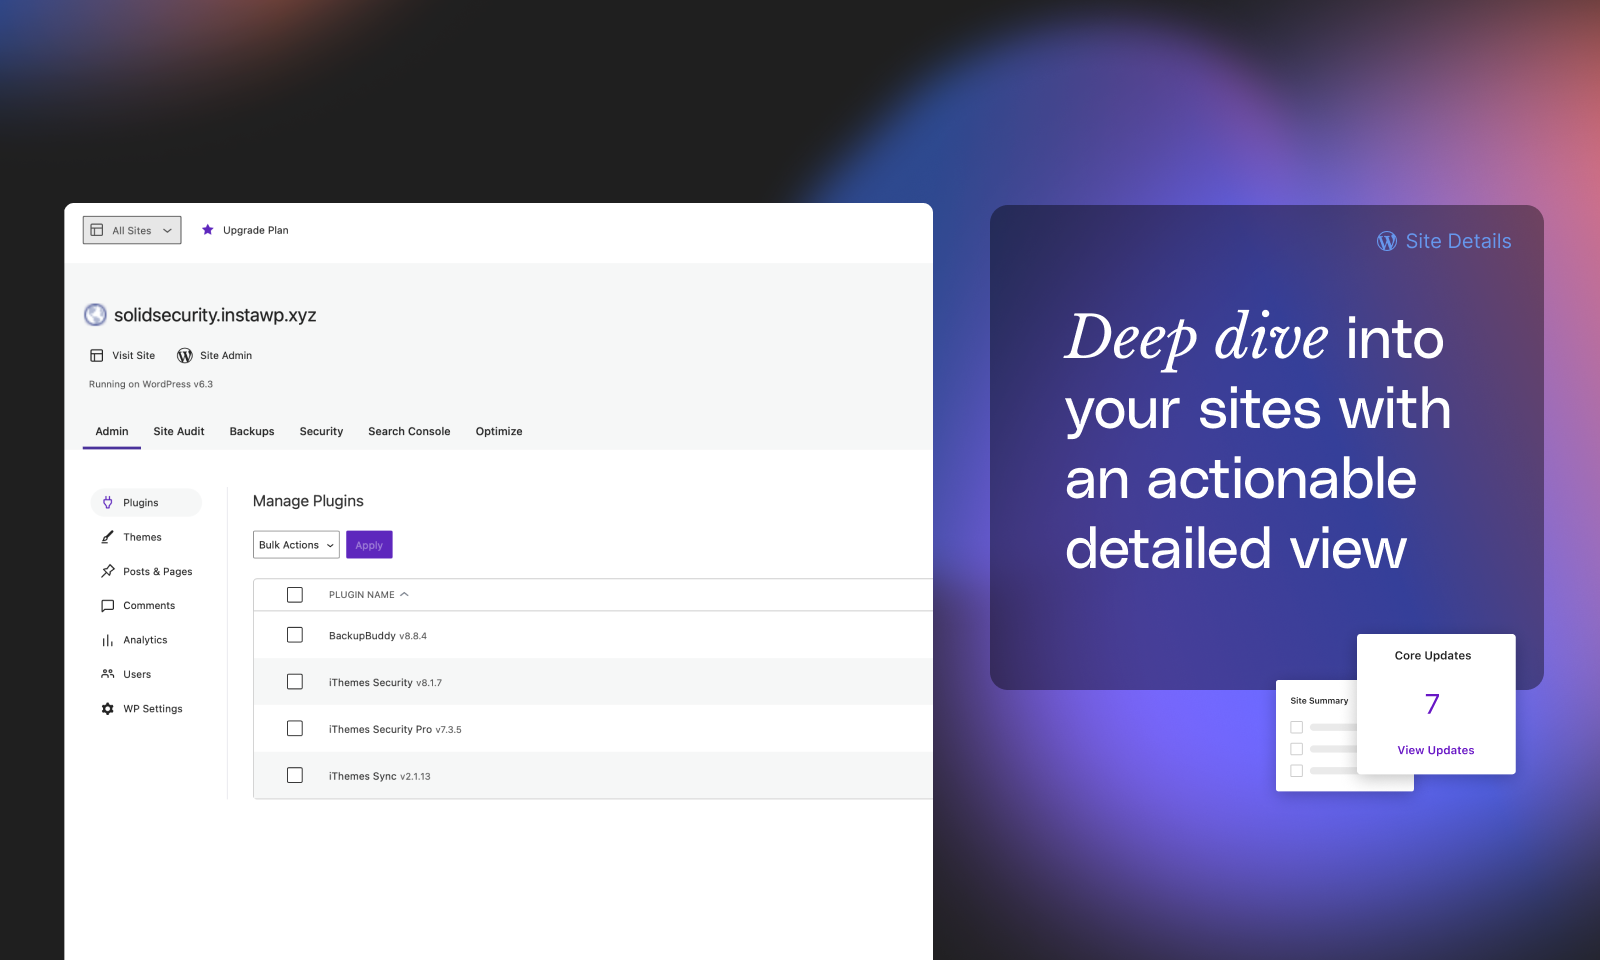 All Sites
Upgrade Plan
solidsecurity.instawp.xyz
Visit Site
Site Admin
Running on WordPress v6.3
Admin
Site Audit
Backups
Security
Search Console
Optimize
Plugins
Themes
Posts & Pages
Comments
Analytics
Users
WP Settings
Manage Plugins
Bulk Actions
Apply
PLUGIN NAME
BackupBuddy v8.8.4
iThemes Security v8.1.7
iThemes Security Pro v7.3.5
iThemes Sync v2.1.13
Site Details
Deep dive into
your sites with
an actionable
detailed view
Site Summary
Core Updates
7
View Updates